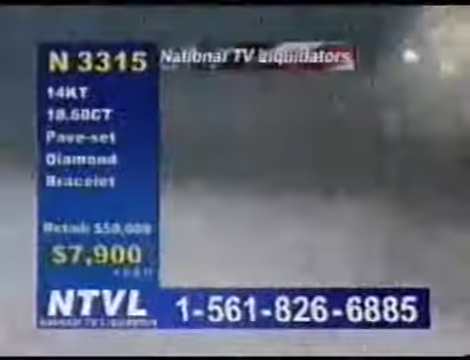 N 3315
National TV Liquidators
14KT
18.50CT
Pave-set
Diamond
Bracelet
Retail: $50,000
$7,900
NTVL
1-561-826-6885